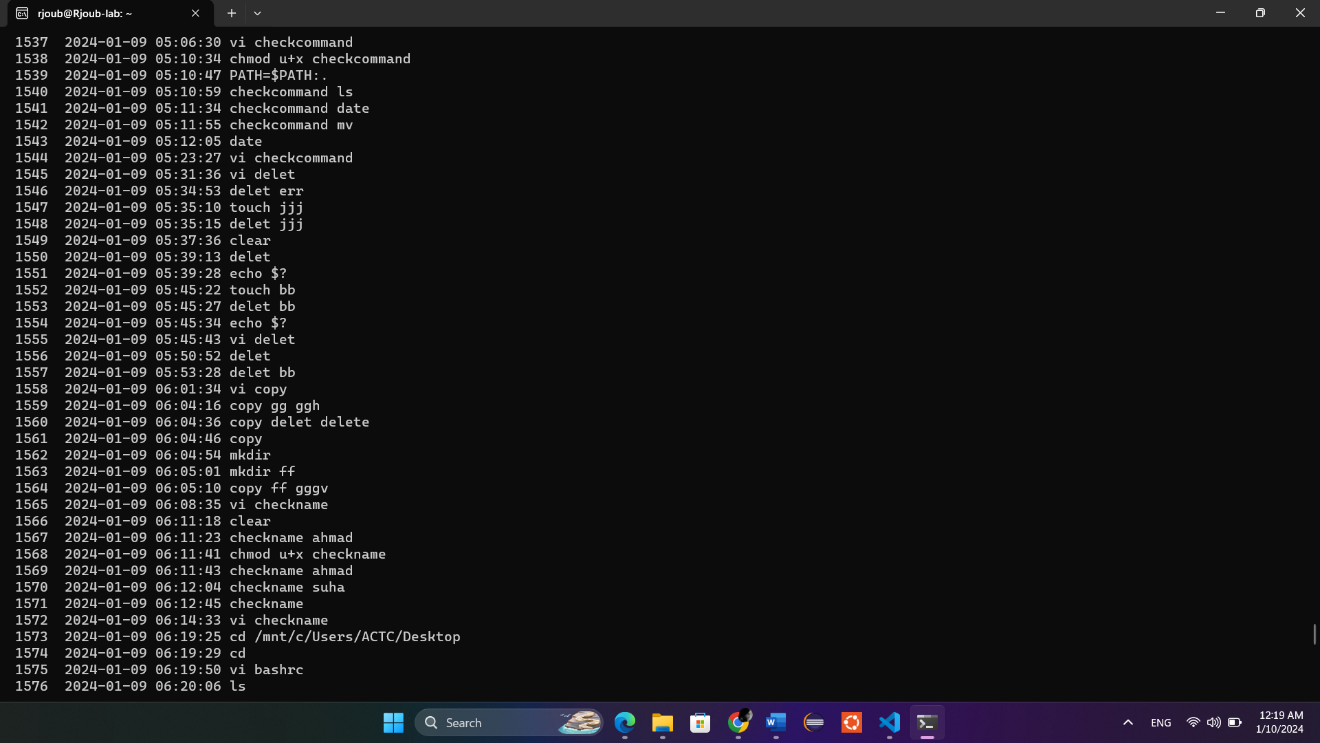 rjoub@Rjoub-lab: ~
1537 2024-01-09 05:06:30 vi checkcommand
1538 2024-01-09 05:10:34 chmod u+x checkcommand
1539 2024-01-09 05:10:47 PATH=$PATH:.
1540 2024-01-09 05:10:59 checkcommand ls
1541 2024-01-09 05:11:34 checkcommand date
1542 2024-01-09 05:11:55 checkcommand mv
1543 2024-01-09 05:12:05 date
1544 2024-01-09 05:23:27 vi checkcommand
1545 2024-01-09 05:31:36 vi delet
1546 2024-01-09 05:34:53 delet err
1547 2024-01-09 05:35:10 touch jjj
1548 2024-01-09 05:35:15 delet jjj
1549 2024-01-09 05:37:36 clear
1550 2024-01-09 05:39:13 delet
1551 2024-01-09 05:39:28 echo $?
1552 2024-01-09 05:45:22 touch bb
1553 2024-01-09 05:45:27 delet bb
1554 2024-01-09 05:45:34 echo $?
1555 2024-01-09 05:45:43 vi delet
1556 2024-01-09 05:50:52 delet
1557 2024-01-09 05:53:28 delet bb
1558 2024-01-09 06:01:34 vi copy
1559 2024-01-09 06:04:16 copy gg ggh
1560 2024-01-09 06:04:36 copy delet delete
1561 2024-01-09 06:04:46 copy
1562 2024-01-09 06:04:54 mkdir
1563 2024-01-09 06:05:01 mkdir ff
1564 2024-01-09 06:05:10 copy ff gggv
1565 2024-01-09 06:08:35 vi checkname
1566 2024-01-09 06:11:18 clear
1567 2024-01-09 06:11:23 checkname ahmad
1568 2024-01-09 06:11:41 chmod u+x checkname
1569 2024-01-09 06:11:43 checkname ahmad
1570 2024-01-09 06:12:04 checkname suha
1571 2024-01-09 06:12:45 checkname
1572 2024-01-09 06:14:33 vi checkname
1573 2024-01-09 06:19:25 cd /mnt/c/Users/ACTC/Desktop
1574 2024-01-09 06:19:29 cd
1575 2024-01-09 06:19:50 vi bashrc
1576 2024-01-09 06:20:06 ls
Search
ENG
12:19 AM
1/10/2024